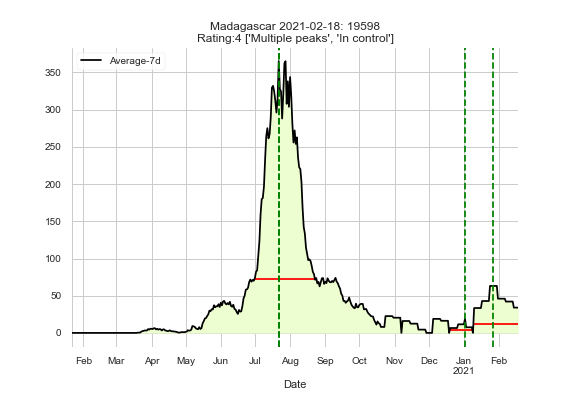 Madagascar 2021-02-18: 19598
Rating:4 ['Multiple peaks', 'In control']
Average-7d
350
300
250
200
150
100
50
0
Feb Mar Apr May Jun Jul Aug Sep Oct Nov Dec Jan Feb
2021
Date